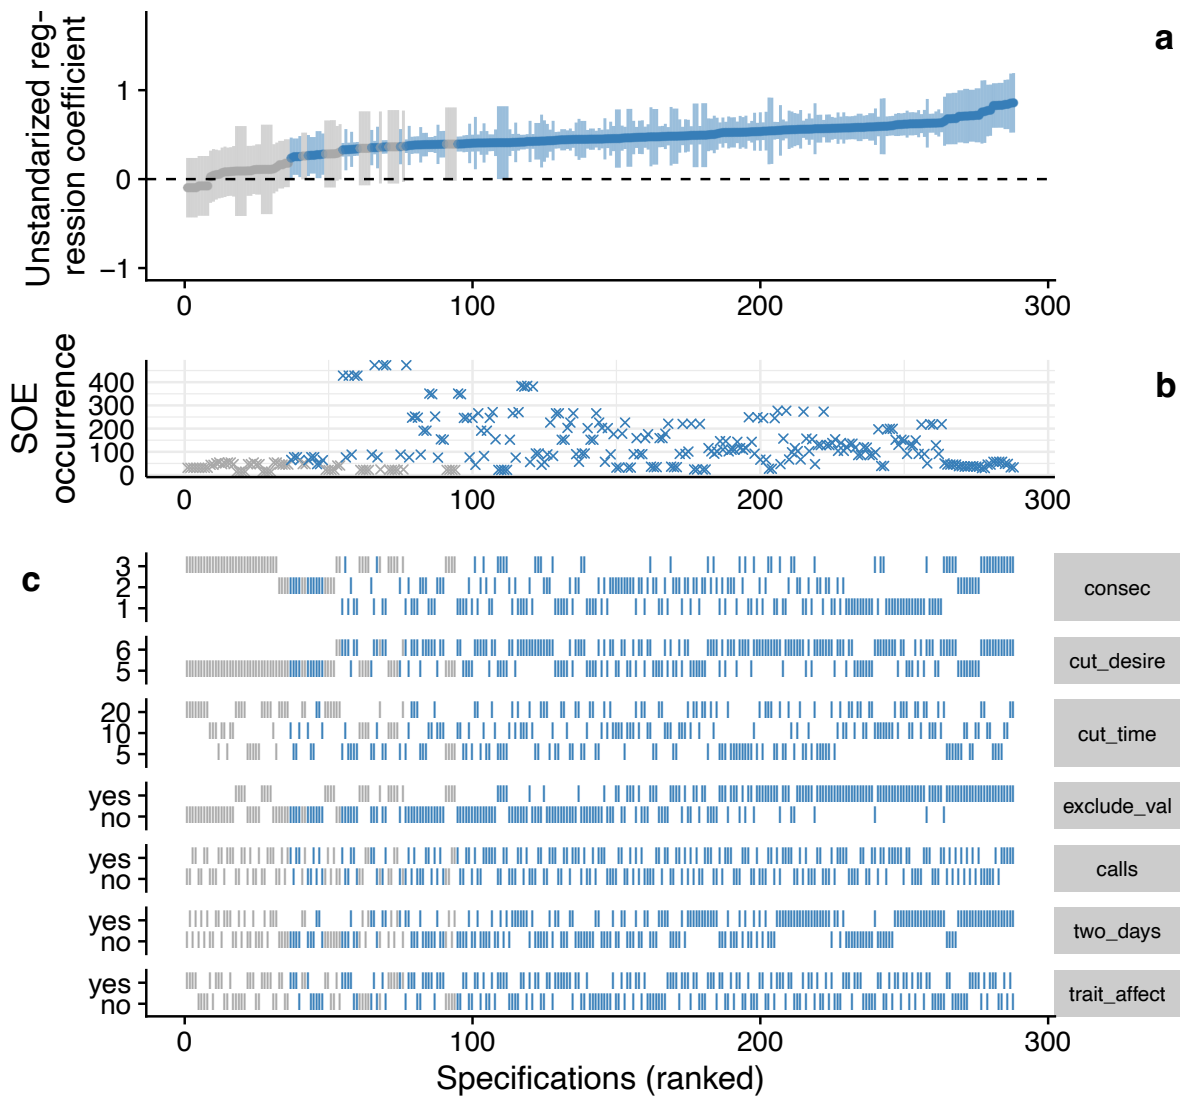 Unstandarized reg-
ression coefficient
a
1
0
−1
0 100 200 300
SOE
occurrence
b
400
300
200
100
0
0 100 200 300
c
3
2
1
consec
6
5
cut_desire
20
10
5
cut_time
yes
no
exclude_val
yes
no
calls
yes
no
two_days
yes
no
trait_affect
0 100 200 300
Specifications (ranked)